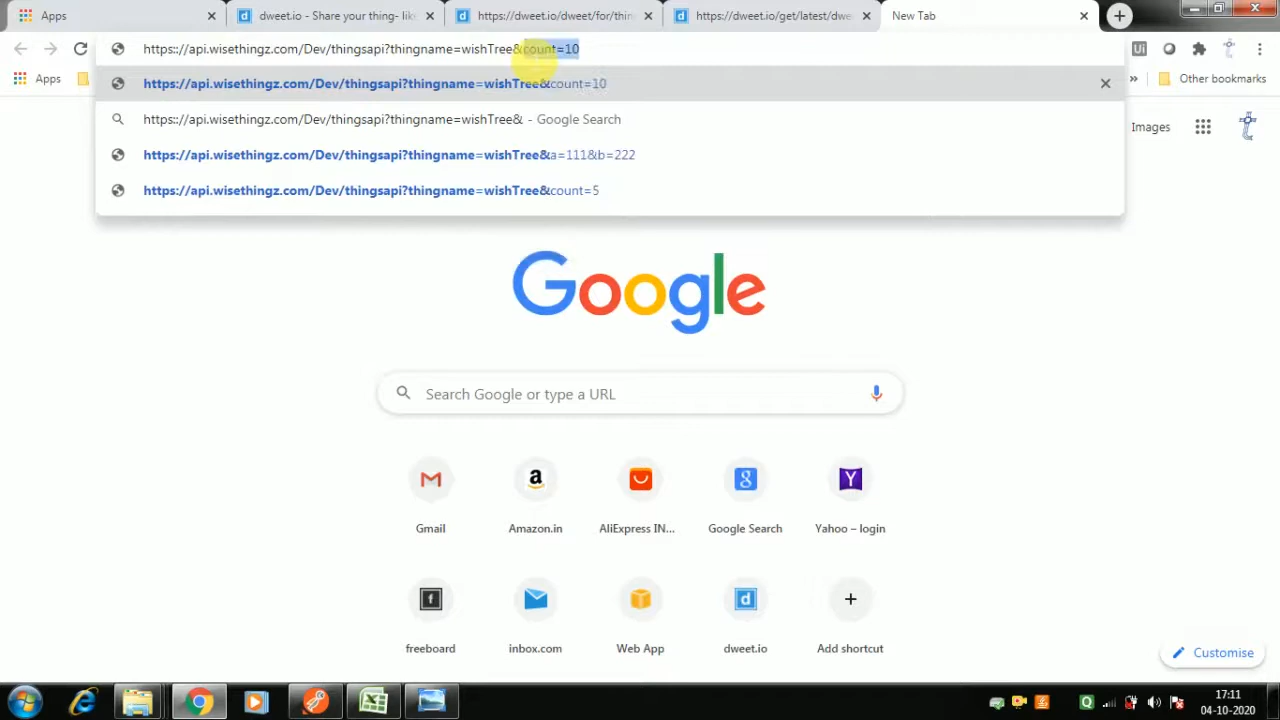 Apps
dweet.io - Share your thing- lik
https://dweet.io/dweet/for/thin
https://dweet.io/get/latest/dwe
New Tab
https://api.wisethingz.com/Dev/thingsapi?thingname=wishTree&count=10
Ui
Apps
» Other bookmarks
https://api.wisethingz.com/Dev/thingsapi?thingname=wishTree&count=10
https://api.wisethingz.com/Dev/thingsapi?thingname=wishTree& - Google Search
Images
https://api.wisethingz.com/Dev/thingsapi?thingname=wishTree&a=111&b=222
https://api.wisethingz.com/Dev/thingsapi?thingname=wishTree&count=5
Google
Search Google or type a URL
Gmail
Amazon.in
AliExpress IN...
Google Search
Yahoo – login
freeboard
inbox.com
Web App
dweet.io
Add shortcut
Customise
17:11
04-10-2020